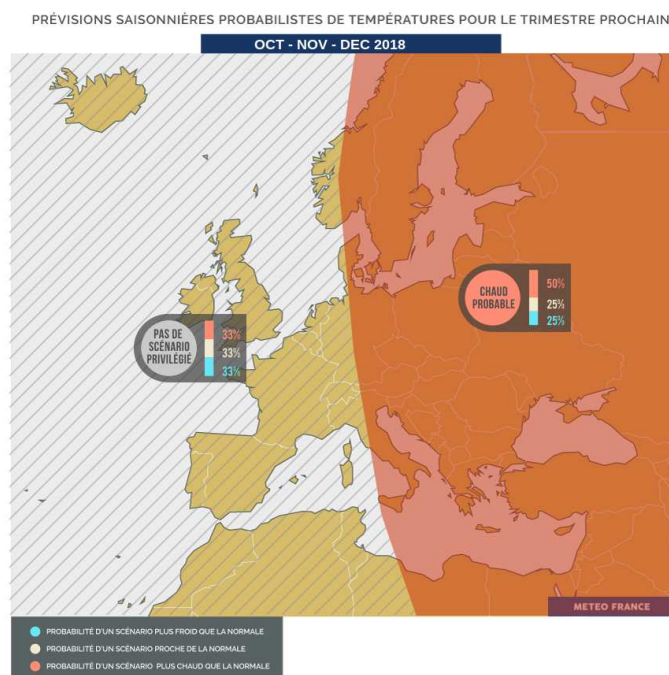 PRÉVISIONS SAISONNIÈRES PROBABILISTES DE TEMPÉRATURES POUR LE TRIMESTRE PROCHAIN
OCT - NOV - DEC 2018
CHAUD
PROBABLE
50%
25%
25%
PAS DE
SCÉNARIO
PRIVILÉGIÉ
33%
33%
33%
METEO FRANCE
PROBABILITÉ D'UN SCÉNARIO PLUS FROID QUE LA NORMALE
PROBABILITÉ D'UN SCÉNARIO PROCHE DE LA NORMALE
PROBABILITÉ D'UN SCÉNARIO PLUS CHAUD QUE LA NORMALE